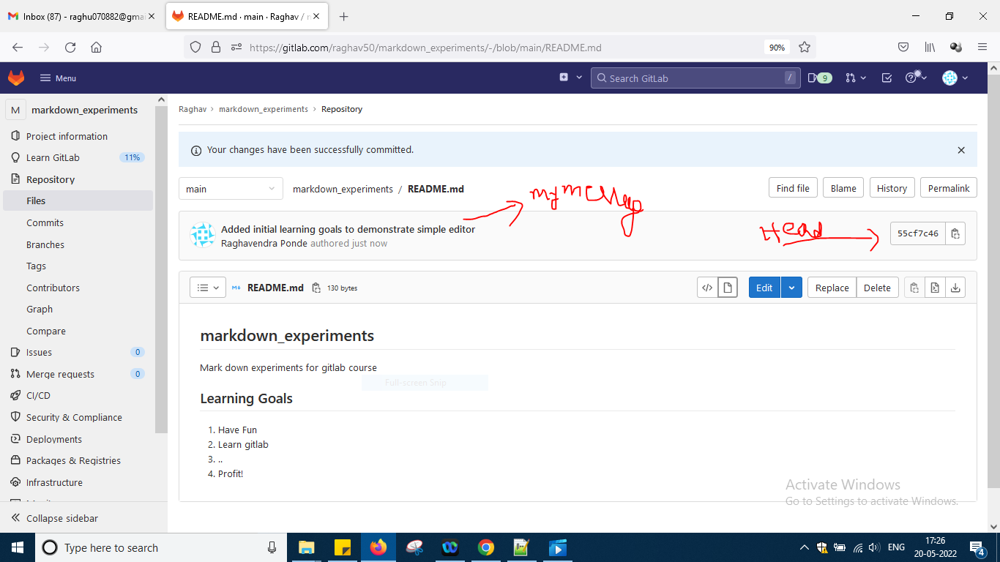 Inbox (87) - raghu070882@gmai
README.md · main · Raghav /
https://gitlab.com/raghav50/markdown_experiments/-/blob/main/README.md
90%
Menu
Search GitLab
/
9
M markdown_experiments
Project information
Learn GitLab 11%
Repository
Files
Commits
Branches
Tags
Contributors
Graph
Compare
Issues 0
Merge requests 0
CI/CD
Security & Compliance
Deployments
Packages & Registries
Infrastructure
Collapse sidebar
Raghav › markdown_experiments › Repository
Your changes have been successfully committed.
main
markdown_experiments / README.md
Find file
Blame
History
Permalink
my message
Added initial learning goals to demonstrate simple editor
Raghavendra Ponde authored just now
Head
55cf7c46
README.md 130 bytes
Edit
Replace
Delete
markdown_experiments
Mark down experiments for gitlab course
Full-screen Snip
Learning Goals
1. Have Fun
2. Learn gitlab
3. ..
4. Profit!
Activate Windows
Go to Settings to activate Windows.
Type here to search
ENG
17:26
20-05-2022
4